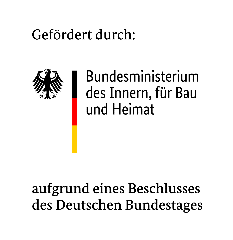 Gefördert durch:
Bundesministerium
des Innern, für Bau
und Heimat
aufgrund eines Beschlusses
des Deutschen Bundestages